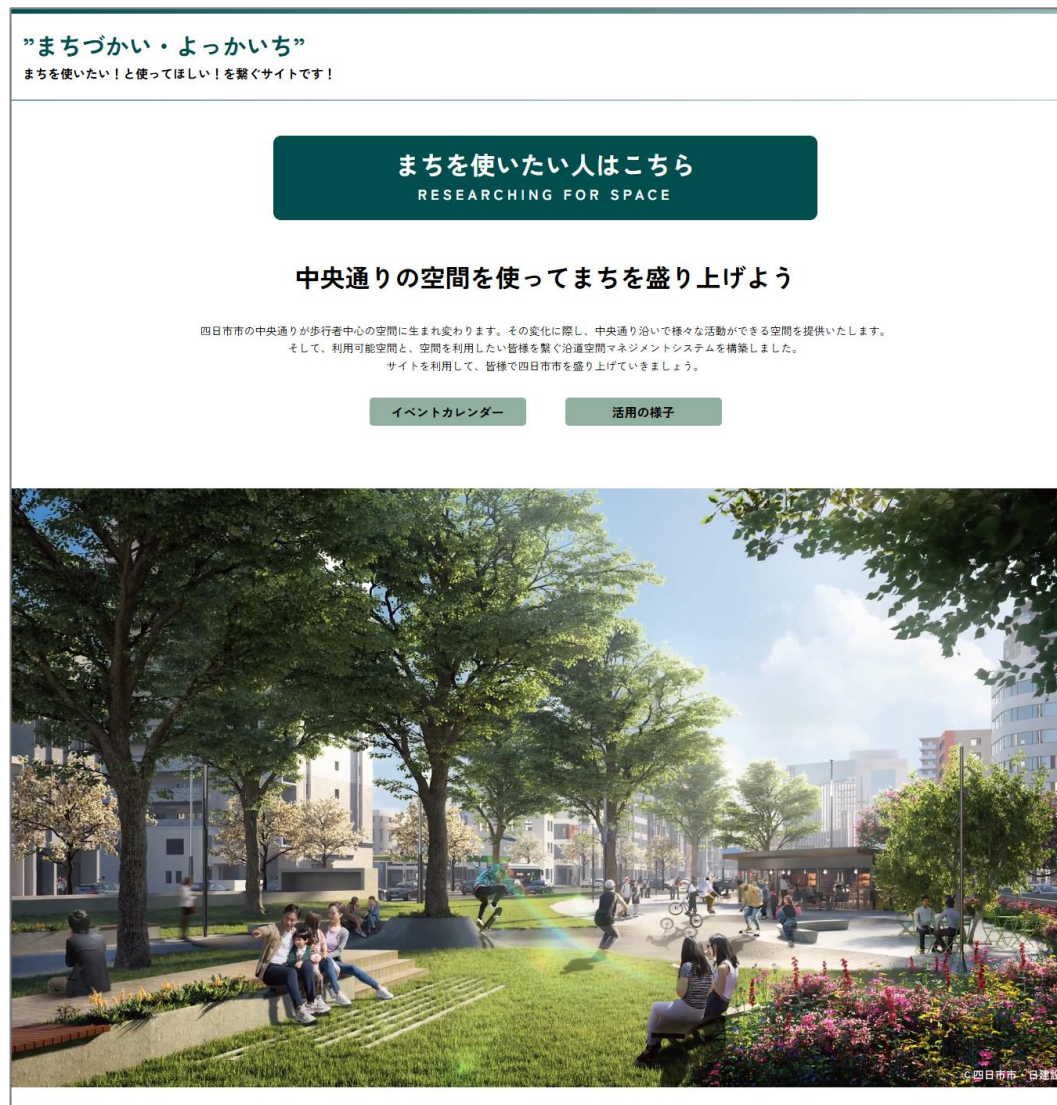 ”まちづかい・よっかいち”
まちを使いたい！と使ってほしい！を繋ぐサイトです！
まちを使いたい人はこちら
RESEARCHING FOR SPACE
中央通りの空間を使ってまちを盛り上げよう
四日市市の中央通りが歩行者中心の空間に生まれ変わります。その変化に際し、中央通り沿いで様々な活動ができる空間を提供いたします。
そして、利用可能空間と、空間を利用したい皆様を繋ぐ沿道空間マネジメントシステムを構築しました。
サイトを利用して、皆様で四日市市を盛り上げていきましょう。
イベントカレンダー
活用の様子
©四日市市・日建設